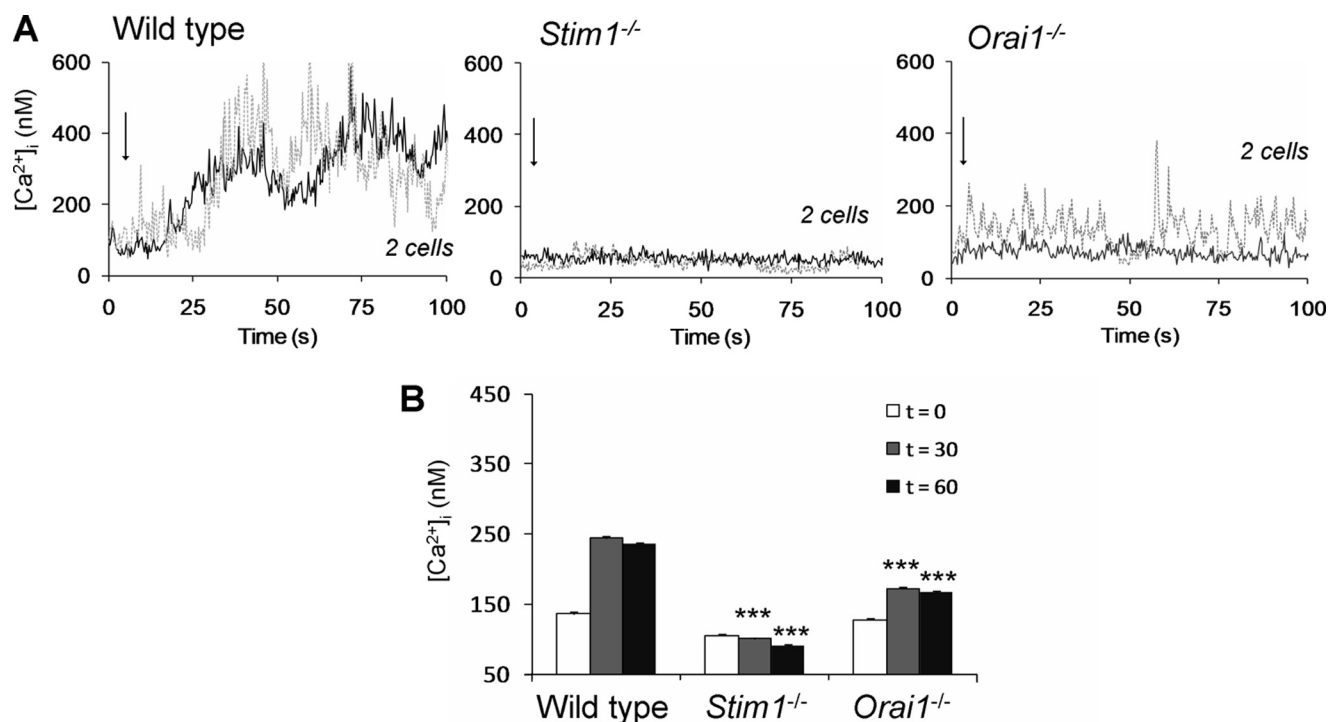 A
Wild type
Stim1-/-
Orai1-/-
[Ca2+]i (nM)
600
400
200
0
2 cells
0 25 50 75 100
Time (s)
600
400
200
0
2 cells
0 25 50 75 100
Time (s)
600
400
200
0
2 cells
0 25 50 75 100
Time (s)
B
[Ca2+]i (nM)
450
350
250
150
50
t = 0
t = 30
t = 60
*** ***
*** ***
Wild type Stim1-/- Orai1-/-